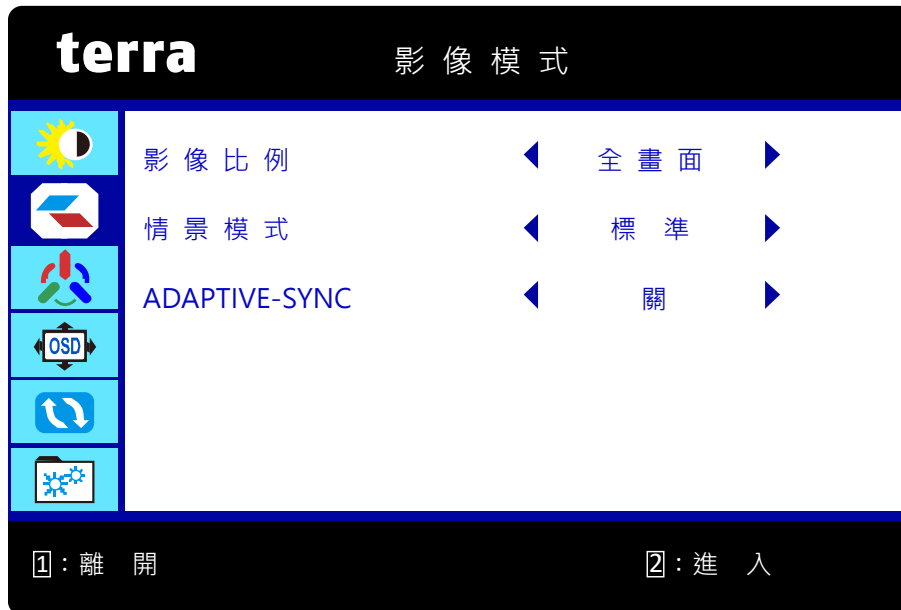 terra 影像模式
影像比例 全畫面
情景模式 標準
ADAPTIVE-SYNC 關
OSD
1:離開 2:進入